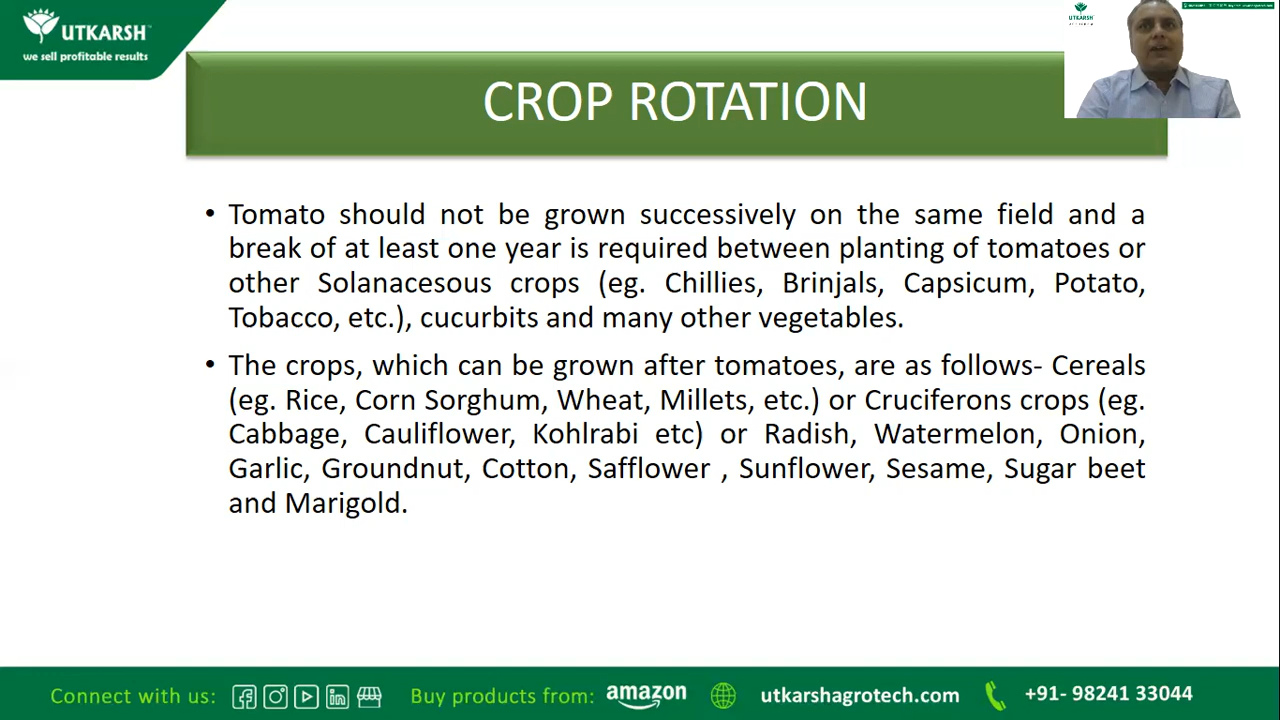 UTKARSH
we sell profitable results
UTKARSH
CROP ROTATION
• Tomato should not be grown successively on the same field and a
break of at least one year is required between planting of tomatoes or
other Solanacesous crops (eg. Chillies, Brinjals, Capsicum, Potato,
Tobacco, etc.), cucurbits and many other vegetables.
• The crops, which can be grown after tomatoes, are as follows- Cereals
(eg. Rice, Corn Sorghum, Wheat, Millets, etc.) or Cruciferons crops (eg.
Cabbage, Cauliflower, Kohlrabi etc) or Radish, Watermelon, Onion,
Garlic, Groundnut, Cotton, Safflower , Sunflower, Sesame, Sugar beet
and Marigold.
Connect with us: Buy products from: amazon utkarshagrotech.com +91- 98241 33044